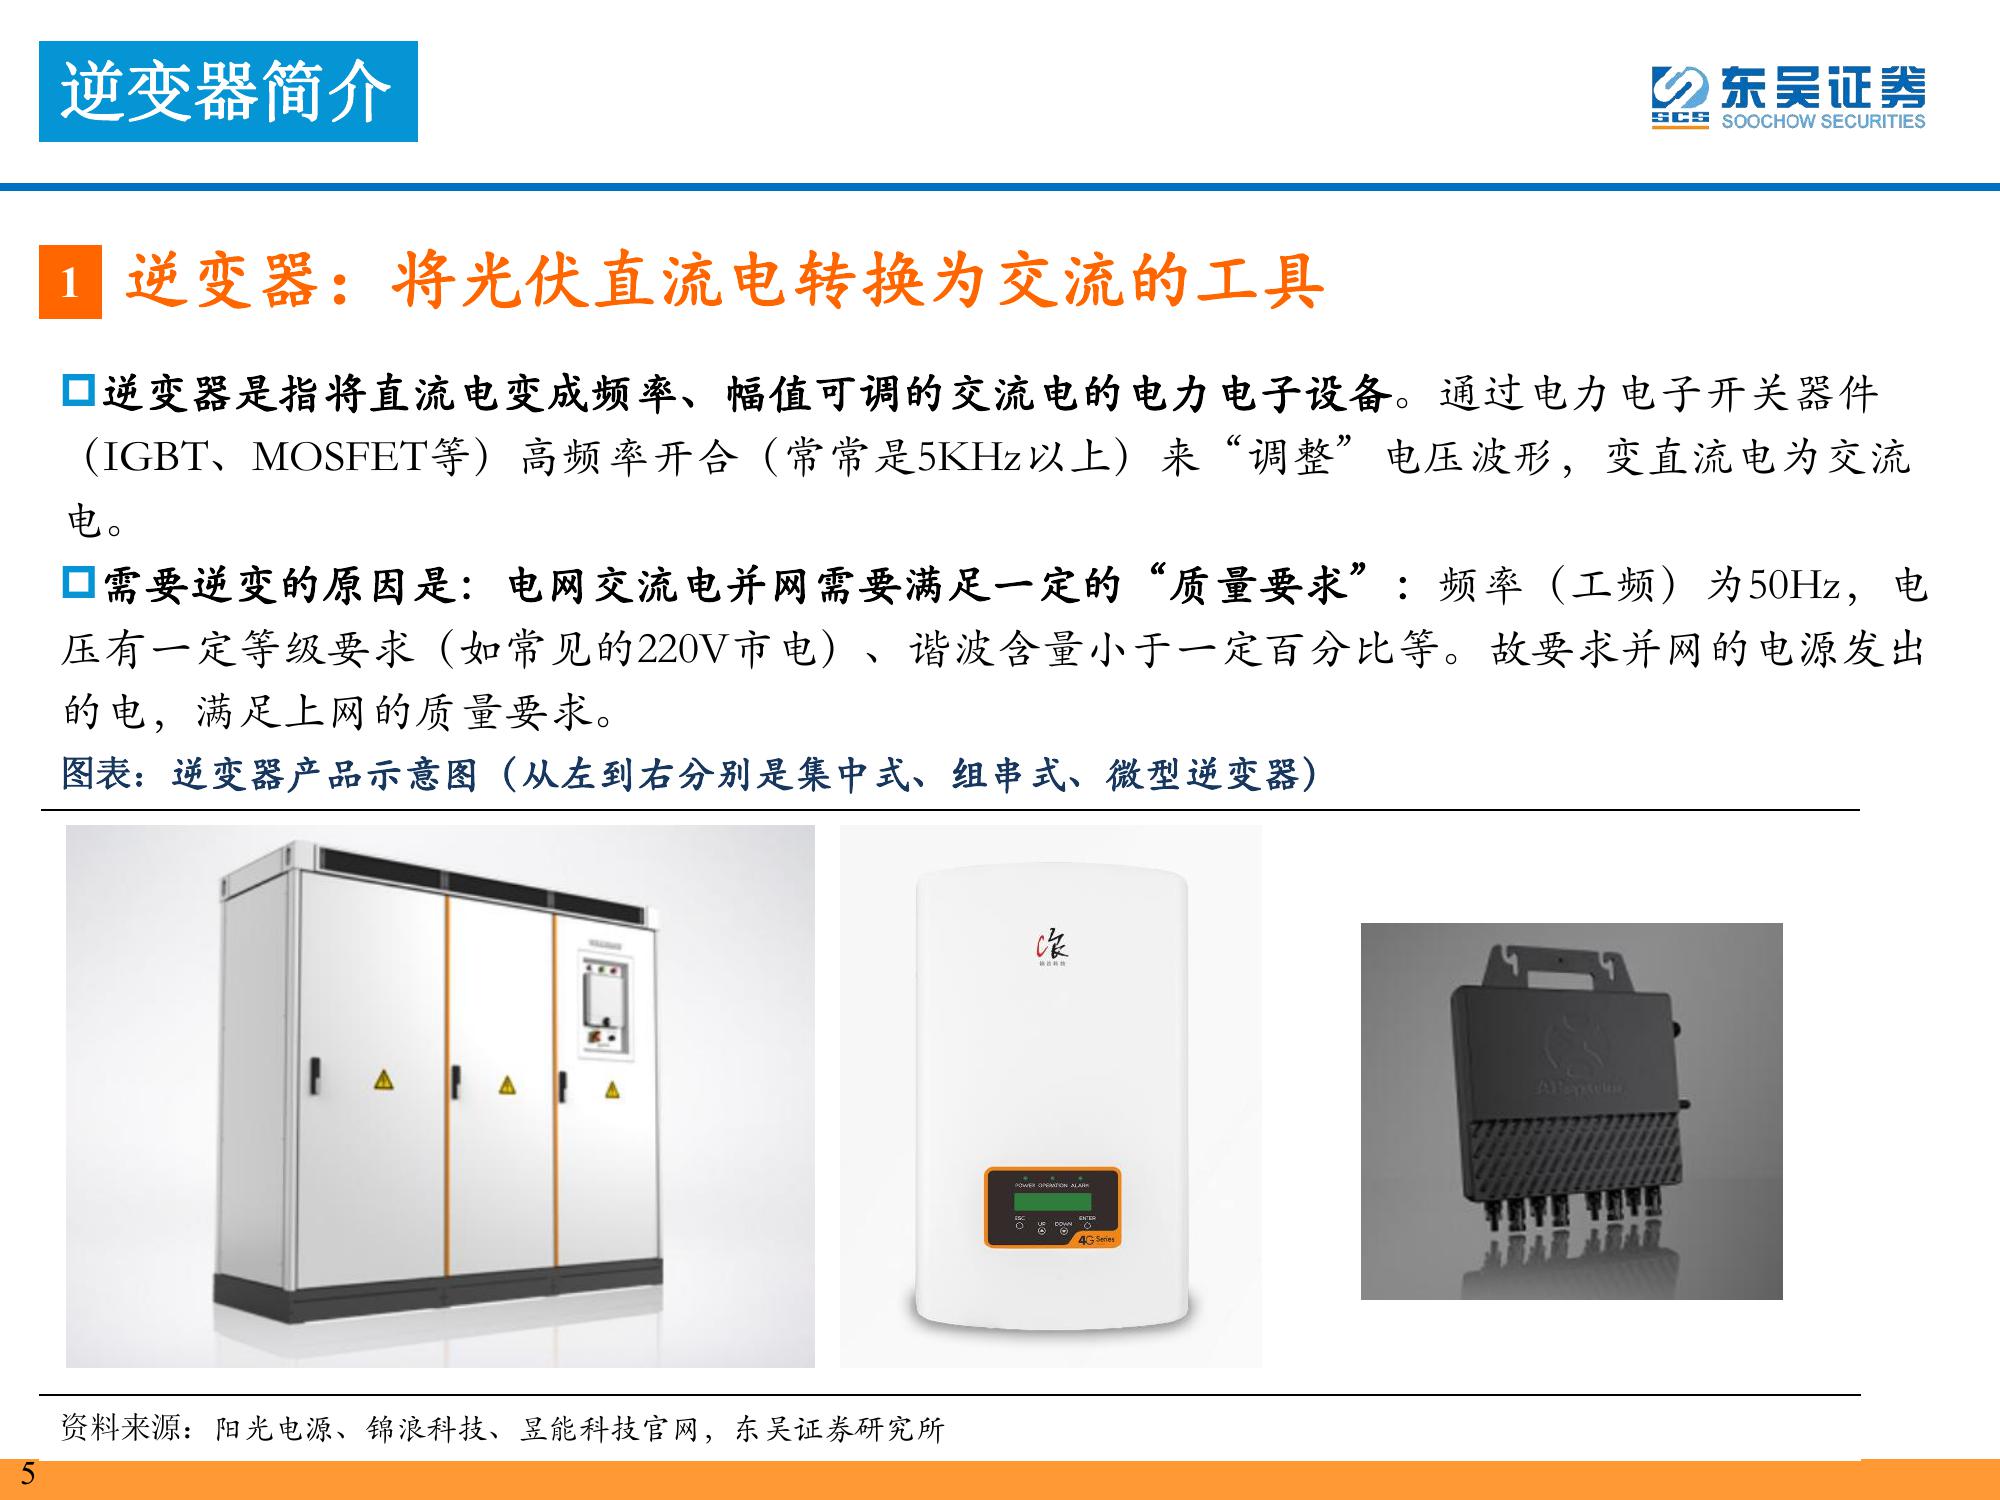 逆变器简介
东吴证券
SCS SOOCHOW SECURITIES
1 逆变器：将光伏直流电转换为交流的工具
逆变器是指将直流电变成频率、幅值可调的交流电的电力电子设备。通过电力电子开关器件
（IGBT、MOSFET等）高频率开合（常常是5KHz以上）来“调整”电压波形，变直流电为交流
电。
需要逆变的原因是：电网交流电并网需要满足一定的“质量要求”：频率（工频）为50Hz，电
压有一定等级要求（如常见的220V市电）、谐波含量小于一定百分比等。故要求并网的电源发出
的电，满足上网的质量要求。
图表：逆变器产品示意图（从左到右分别是集中式、组串式、微型逆变器）
锦浪科技
POWER OPERATION ALARM
ESC UP DOWN ENTER
4G Series
APsystems
资料来源：阳光电源、锦浪科技、昱能科技官网，东吴证券研究所
5